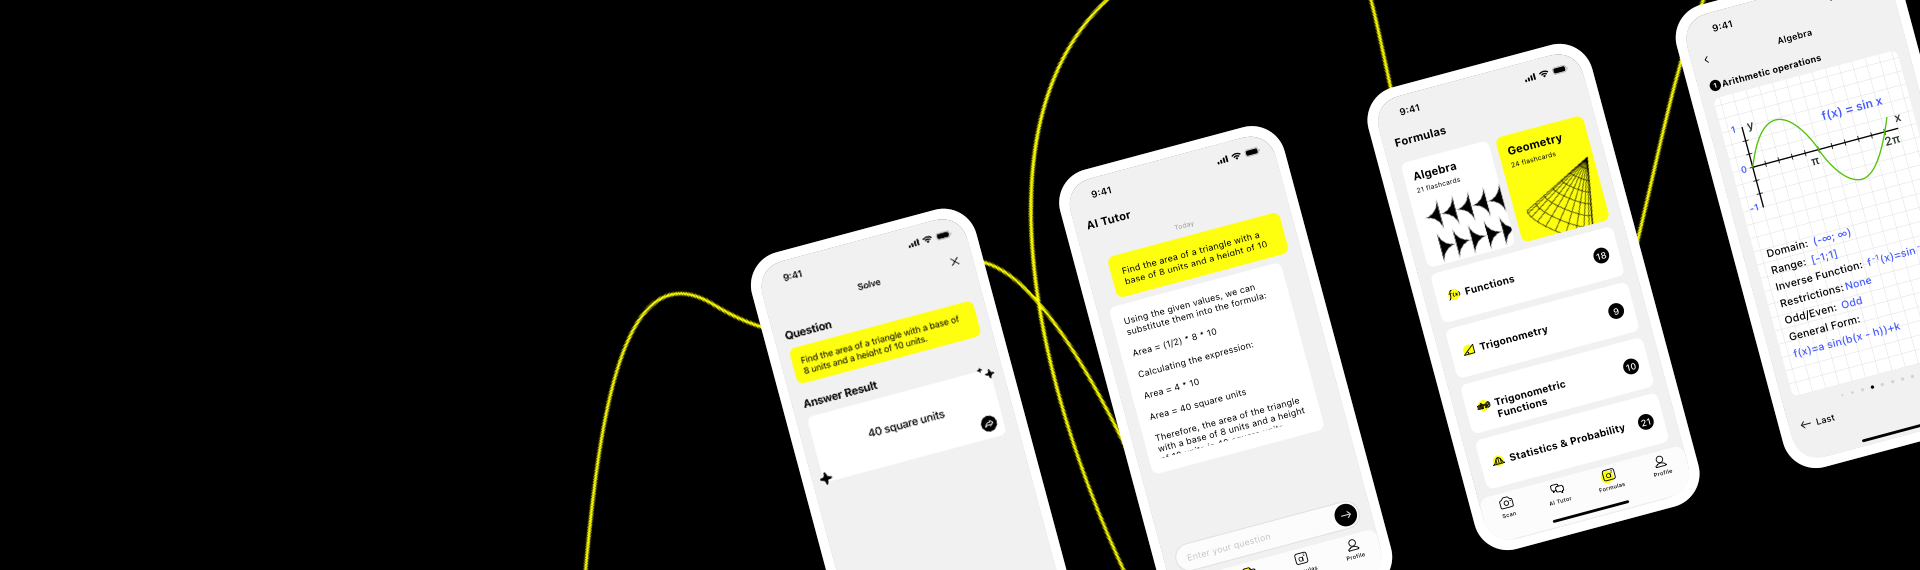 9:41
Solve
Question
Find the area of a triangle with a base of
8 units and a height of 10 units.
Answer Result
40 square units
9:41
AI Tutor
Today
Find the area of a triangle with a
base of 8 units and a height of 10
Using the given values, we can
substitute them into the formula:
Area = (1/2) * 8 * 10
Calculating the expression:
Area = 4 * 10
Area = 40 square units
Therefore, the area of the triangle
with a base of 8 units and a height
Enter your question
Profile
9:41
Formulas
Algebra
21 flashcards
Geometry
24 flashcards
f(x) Functions 18
Trigonometry 9
Trigonometric
Functions 10
Statistics & Probability 21
Scan
AI Tutor
Formulas
Profile
9:41
Algebra
1 Arithmetic operations
f(x) = sin x
1
y
x
0
π
2π
-1
Domain: (-∞; ∞)
Range: [-1;1]
Inverse Function: f⁻¹(x)=sin
Restrictions: None
Odd/Even: Odd
General Form:
f(x)=a sin(b(x - h))+k
← Last